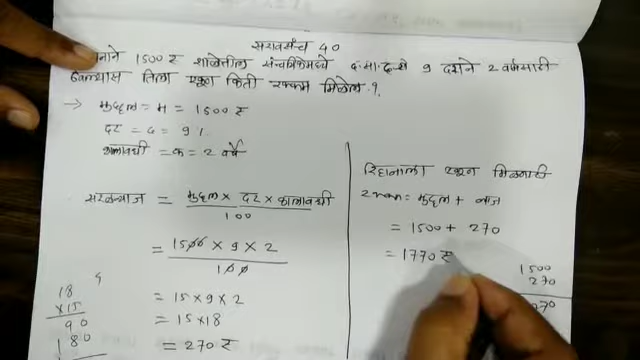 सरावसंच 40
1500 ₹ शाळेतील संचयिकेमध्ये द.सा.द.शे 9 दराने 2 वर्षासाठी
ठेवल्यास तिला एकूण किती रक्कम मिळेल ?
→ मुद्दल = म = 1500 ₹
दर = द = 9 %
कालावधी = क = 2 वर्षे
सरळव्याज = मुद्दल × दर × कालावधी
100
= 1500 × 9 × 2
100
= 15 × 9 × 2
= 15 × 18
= 270 ₹
18
× 15
90
180
रिहानाला एकूण मिळणारी
रक्कम = मुद्दल + व्याज
= 1500 + 270
= 1770 ₹
1500
270